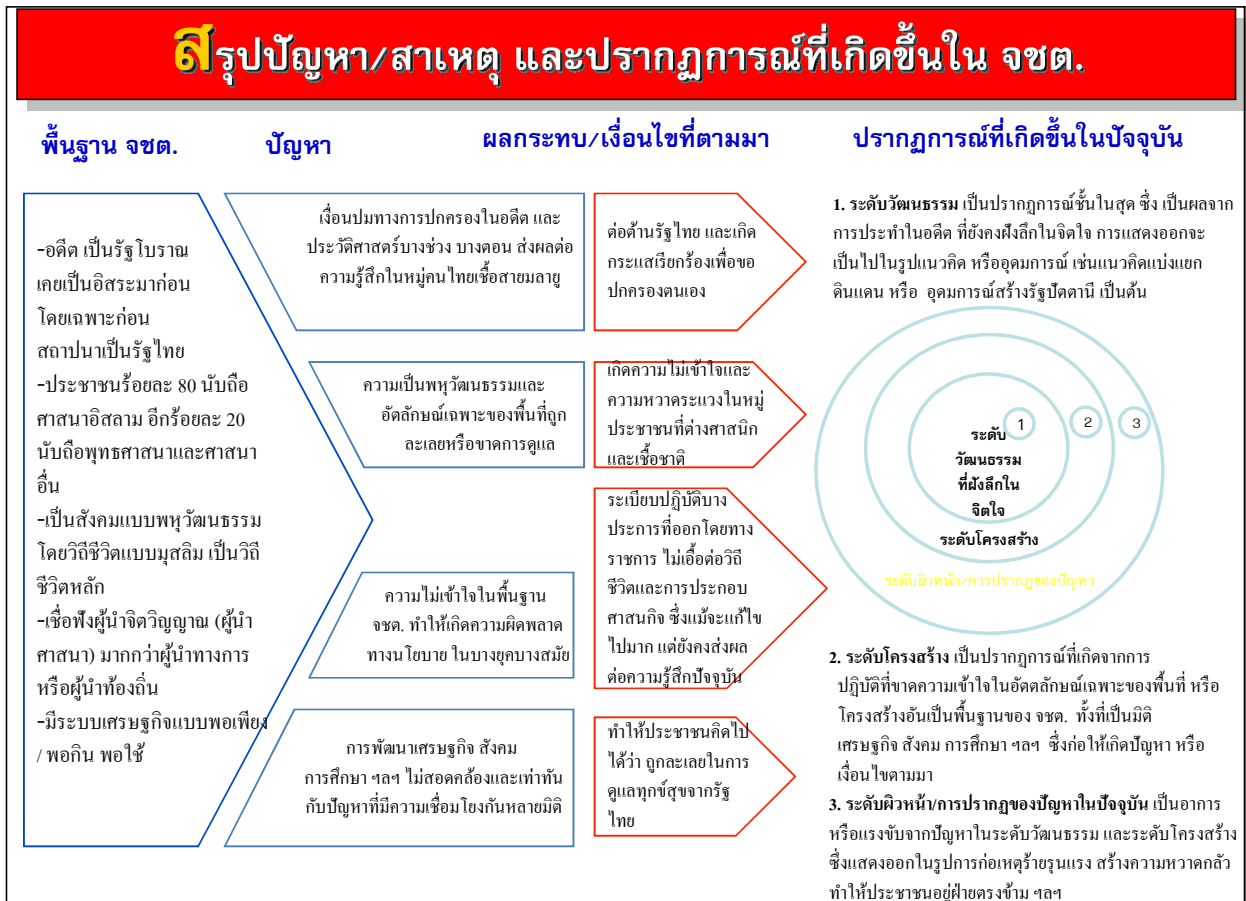 สรุปปัญหา/สาเหตุ และปรากฏการณ์ที่เกิดขึ้นใน จชต.
พื้นฐาน จชต.
ปัญหา
ผลกระทบ/เงื่อนไขที่ตามมา
ปรากฏการณ์ที่เกิดขึ้นในปัจจุบัน
-อดีต เป็นรัฐโบราณ
เคยเป็นอิสระมาก่อน
โดยเฉพาะก่อน
สถาปนาเป็นรัฐไทย
-ประชาชนร้อยละ 80 นับถือ
ศาสนาอิสลาม อีกร้อยละ 20
นับถือพุทธศาสนาและศาสนา
อื่น
-เป็นสังคมแบบพหุวัฒนธรรม
โดยวิถีชีวิตแบบมุสลิม เป็นวิถี
ชีวิตหลัก
-เชื่อฟังผู้นำจิตวิญญาณ (ผู้นำ
ศาสนา) มากกว่าผู้นำทางการ
หรือผู้นำท้องถิ่น
-มีระบบเศรษฐกิจแบบพอเพียง
/ พอกิน พอใช้
เงื่อนปมทางการปกครองในอดีต และ
ประวัติศาสตร์บางช่วง บางตอน ส่งผลต่อ
ความรู้สึกในหมู่คนไทยเชื้อสายมลายู
ความเป็นพหุวัฒนธรรมและ
อัตลักษณ์เฉพาะของพื้นที่ถูก
ละเลยหรือขาดการดูแล
ความไม่เข้าใจในพื้นฐาน
จชต. ทำให้เกิดความผิดพลาด
ทางนโยบาย ในบางยุคบางสมัย
การพัฒนาเศรษฐกิจ สังคม
การศึกษา ฯลฯ ไม่สอดคล้องและเท่าทัน
กับปัญหาที่มีความเชื่อมโยงกันหลายมิติ
ต่อต้านรัฐไทย และเกิด
กระแสเรียกร้องเพื่อขอ
ปกครองตนเอง
เกิดความไม่เข้าใจและ
ความหวาดระแวงในหมู่
ประชาชนที่ต่างศาสนิก
และเชื้อชาติ
ระเบียบปฏิบัติบาง
ประการที่ออกโดยทาง
ราชการ ไม่เอื้อต่อวิถี
ชีวิตและการประกอบ
ศาสนกิจ ซึ่งแม้จะแก้ไข
ไปมาก แต่ยังคงส่งผล
ต่อความรู้สึกปัจจุบัน
ทำให้ประชาชนคิดไป
ได้ว่า ถูกละเลยในการ
ดูแลทุกข์สุขจากรัฐ
ไทย
1. ระดับวัฒนธรรม เป็นปรากฏการณ์ชั้นในสุด ซึ่ง เป็นผลจาก
การประทำในอดีต ที่ยังคงฝังลึกในจิตใจ การแสดงออกจะ
เป็นไปในรูปแนวคิด หรืออุดมการณ์ เช่นแนวคิดแบ่งแยก
ดินแดน หรือ อุดมการณ์สร้างรัฐปัตตานี เป็นต้น
1
2
3
ระดับ
วัฒนธรรม
ที่ฝังลึกใน
จิตใจ
ระดับโครงสร้าง
ระดับผิวหน้า/การปรากฏของปัญหา
2. ระดับโครงสร้าง เป็นปรากฏการณ์ที่เกิดจากการ
ปฏิบัติที่ขาดความเข้าใจในอัตตลักษณ์เฉพาะของพื้นที่ หรือ
โครงสร้างอันเป็นพื้นฐานของ จชต. ทั้งที่เป็นมิติ
เศรษฐกิจ สังคม การศึกษา ฯลฯ ซึ่งก่อให้เกิดปัญหา หรือ
เงื่อนไขตามมา
3. ระดับผิวหน้า/การปรากฏของปัญหาในปัจจุบัน เป็นอาการ
หรือแรงขับจากปัญหาในระดับวัฒนธรรม และระดับโครงสร้าง
ซึ่งแสดงออกในรูปการก่อเหตุร้ายรุนแรง สร้างความหวาดกลัว
ทำให้ประชาชนอยู่ฝ่ายตรงข้าม ฯลฯ